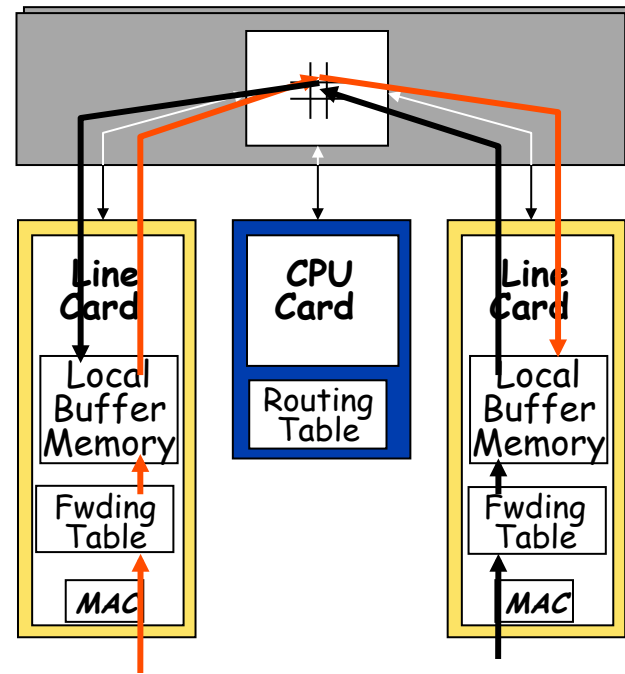 Line
Card
Local
Buffer
Memory
Fwding
Table
MAC
CPU
Card
Routing
Table
Line
Card
Local
Buffer
Memory
Fwding
Table
MAC